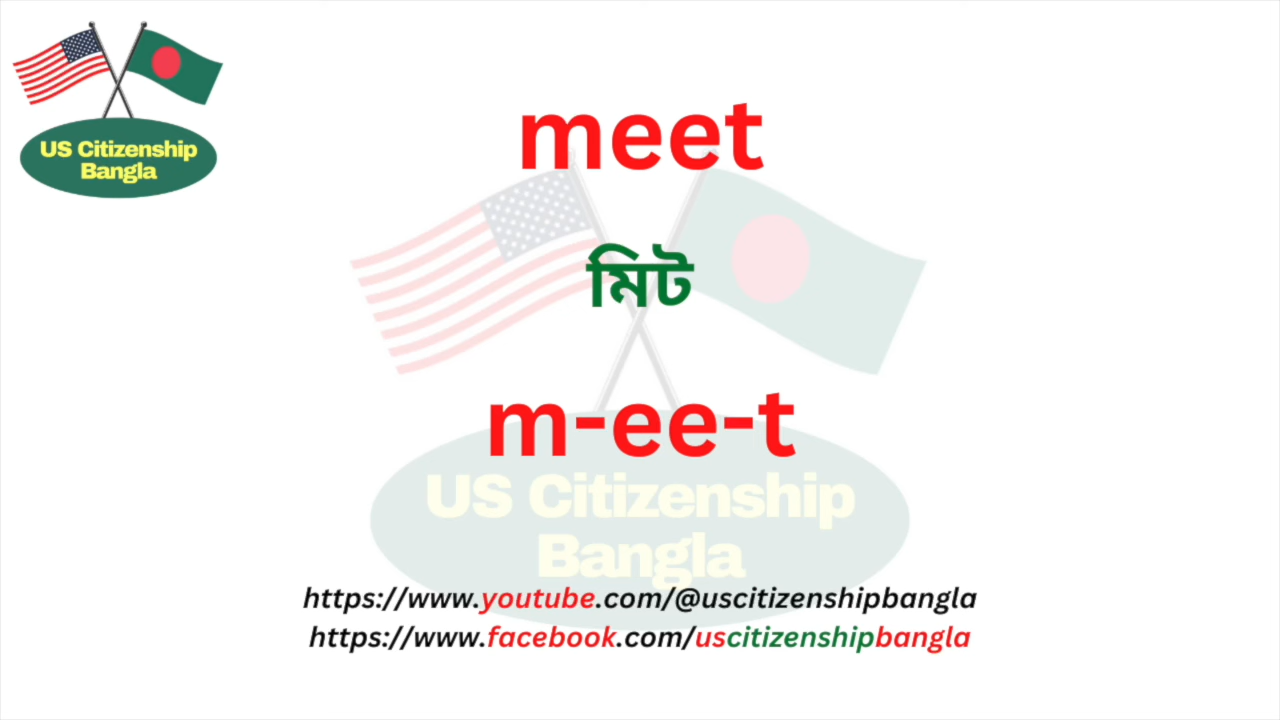 US Citizenship
Bangla
meet
মিট
m-ee-t
US Citizenship
Bangla
https://www.youtube.com/@uscitizenshipbangla
https://www.facebook.com/uscitizenshipbangla